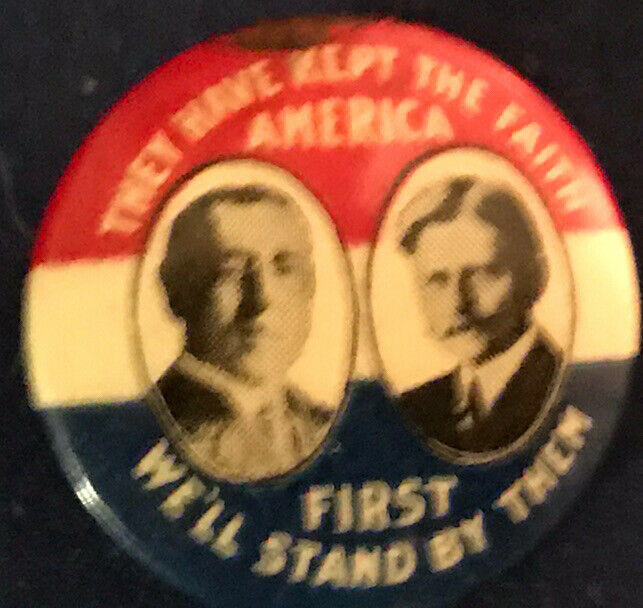 THEY HAVE KEPT THE FAITH
AMERICA
FIRST
WE'LL STAND BY THEM